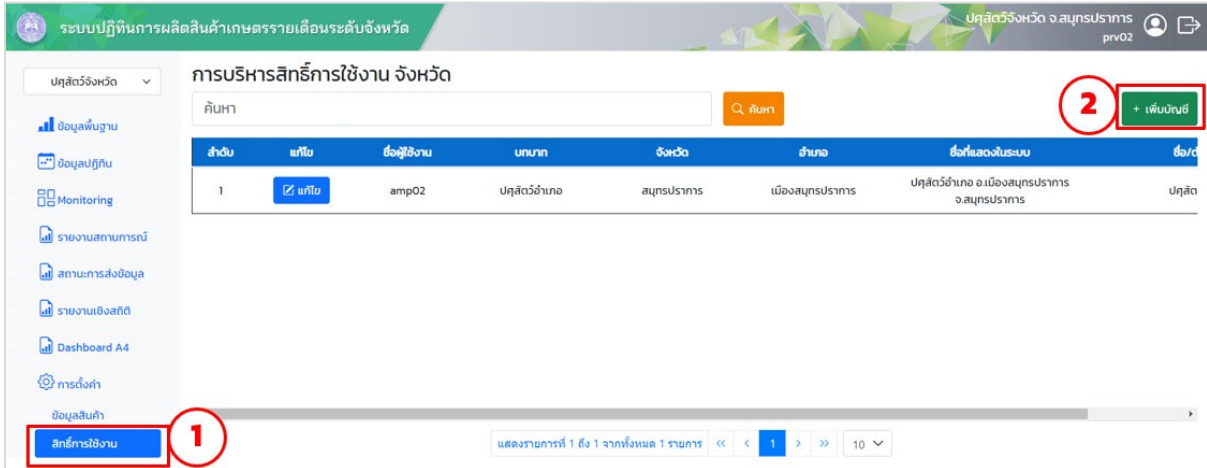 ระบบปฏิทินการผลิตสินค้าเกษตรรายเดือนระดับจังหวัด
ปศุสัตว์จังหวัด จ.สมุทรปราการ
prv02
ปศุสัตว์จังหวัด
การบริหารสิทธิ์การใช้งาน จังหวัด
ค้นหา
ค้นหา
2
+ เพิ่มบัญชี
ข้อมูลพื้นฐาน
ข้อมูลปฏิทิน
Monitoring
รายงานสถานการณ์
สถานะการส่งข้อมูล
รายงานเชิงสถิติ
Dashboard A4
การตั้งค่า
ข้อมูลสินค้า
สิทธิ์การใช้งาน
1
ลำดับ แก้ไข ชื่อผู้ใช้งาน บทบาท จังหวัด อำเภอ ชื่อที่แสดงในระบบ ชื่อ/ต
1 แก้ไข amp02 ปศุสัตว์อำเภอ สมุทรปราการ เมืองสมุทรปราการ ปศุสัตว์อำเภอ อ.เมืองสมุทรปราการ ปศุสัต
จ.สมุทรปราการ
แสดงรายการที่ 1 ถึง 1 จากทั้งหมด 1 รายการ << < 1 > >> 10